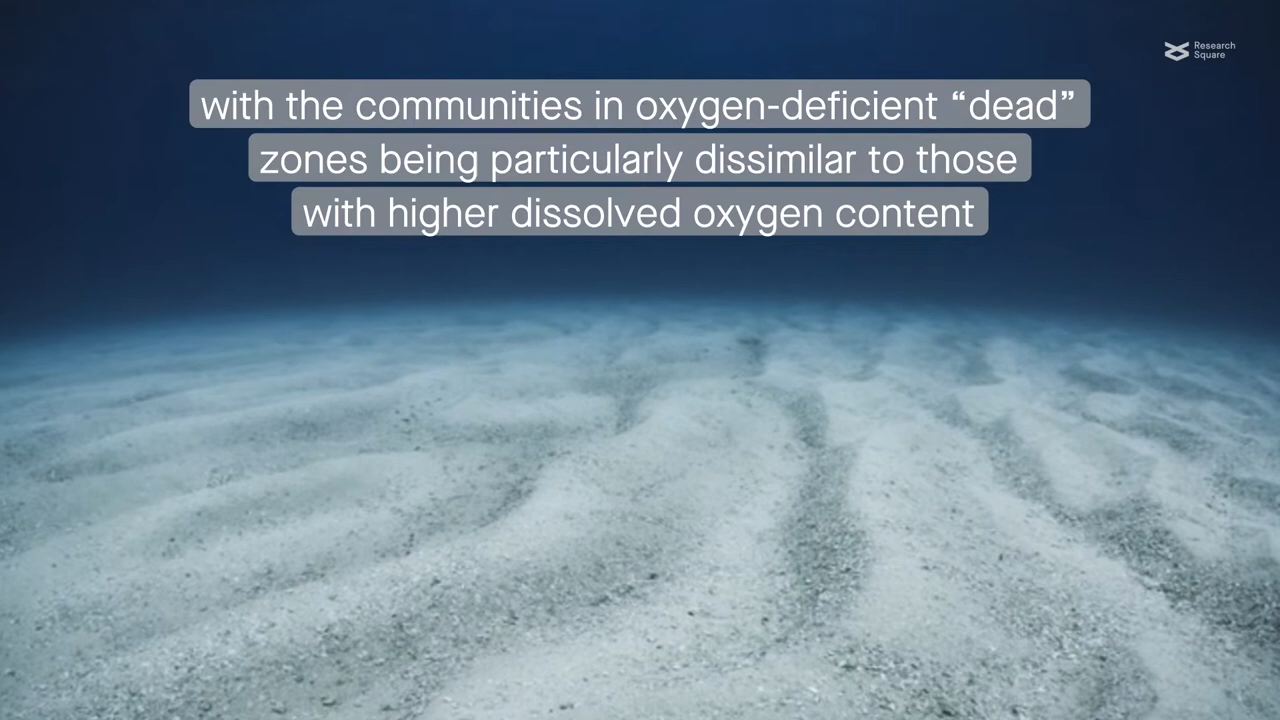 Research
Square
with the communities in oxygen-deficient “dead”
zones being particularly dissimilar to those
with higher dissolved oxygen content